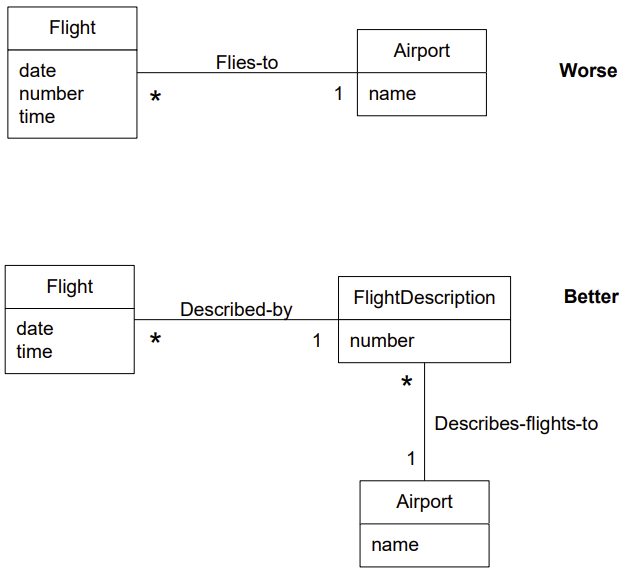 Flight
date
number
time
Flies-to
*
1
Airport
name
Worse
Flight
date
time
Described-by
*
1
FlightDescription
number
Better
*
Describes-flights-to
1
Airport
name